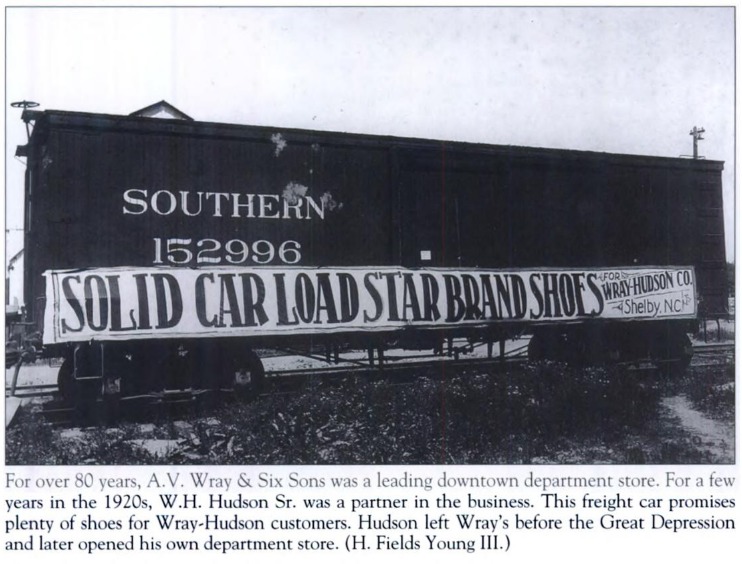 SOUTHERN
152996
SOLID CAR LOAD STAR BRAND SHOES
FOR
WRAY-HUDSON CO.
Shelby, NC
For over 80 years, A.V. Wray & Six Sons was a leading downtown department store. For a few
years in the 1920s, W.H. Hudson Sr. was a partner in the business. This freight car promises
plenty of shoes for Wray-Hudson customers. Hudson left Wray's before the Great Depression
and later opened his own department store. (H. Fields Young III.)